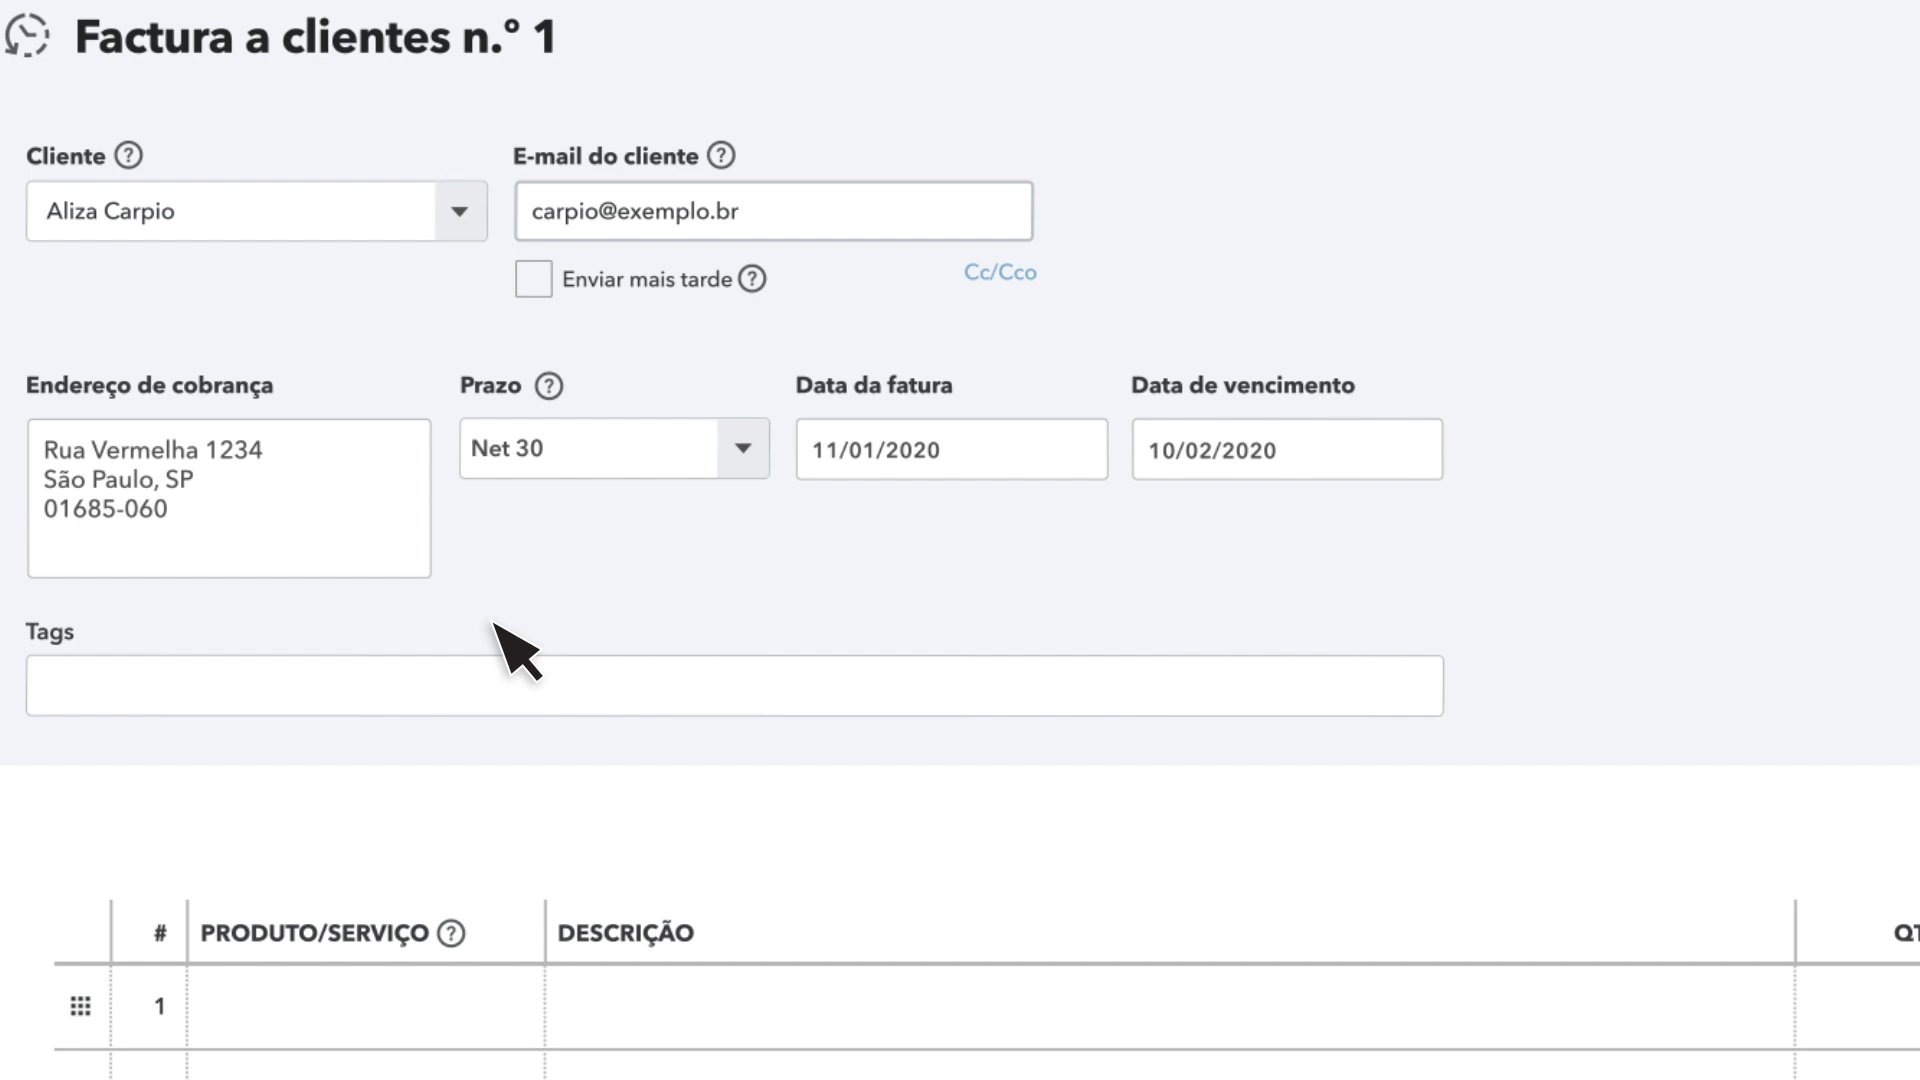 Factura a clientes n.º 1
Cliente ?
E-mail do cliente ?
Aliza Carpio
carpio@exemplo.br
Enviar mais tarde ?
Cc/Cco
Endereço de cobrança
Prazo ?
Data da fatura
Data de vencimento
Rua Vermelha 1234
São Paulo, SP
01685-060
Net 30
11/01/2020
10/02/2020
Tags
# PRODUTO/SERVIÇO ? DESCRIÇÃO
1